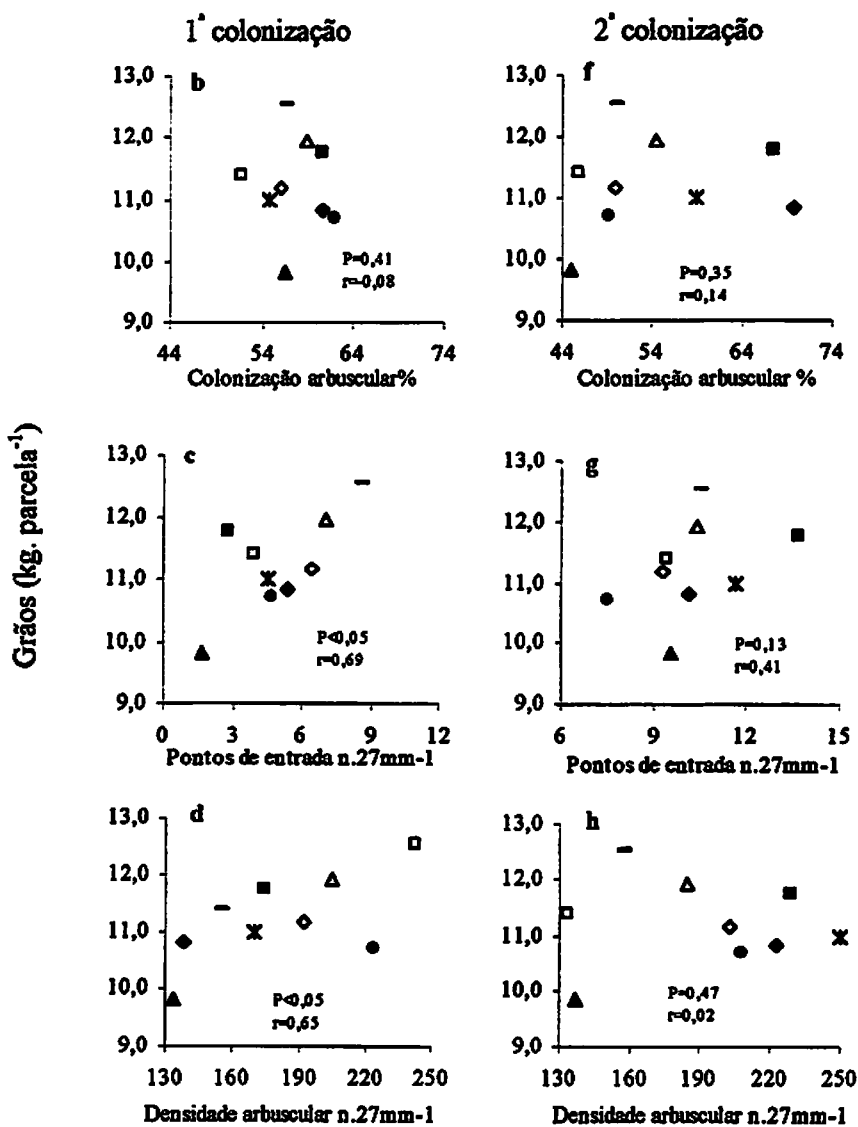 1ª colonização
2ª colonização
Grãos (kg. parcela⁻¹)
b
13,0
12,0
11,0
10,0
9,0
44 54 64 74
P=0,41
r=-0,08
Colonização arbuscular%
f
13,0
12,0
11,0
10,0
9,0
44 54 64 74
P=0,35
r=0,14
Colonização arbuscular %
c
13,0
12,0
11,0
10,0
9,0
0 3 6 9 12
P<0,05
r=0,69
Pontos de entrada n.27mm-1
g
13,0
12,0
11,0
10,0
9,0
6 9 12 15
P=0,13
r=0,41
Pontos de entrada n.27mm-1
d
13,0
12,0
11,0
10,0
9,0
130 160 190 220 250
P<0,05
r=0,65
Densidade arbuscular n.27mm-1
h
13,0
12,0
11,0
10,0
9,0
130 160 190 220 250
P=0,47
r=0,02
Densidade arbuscular n.27mm-1